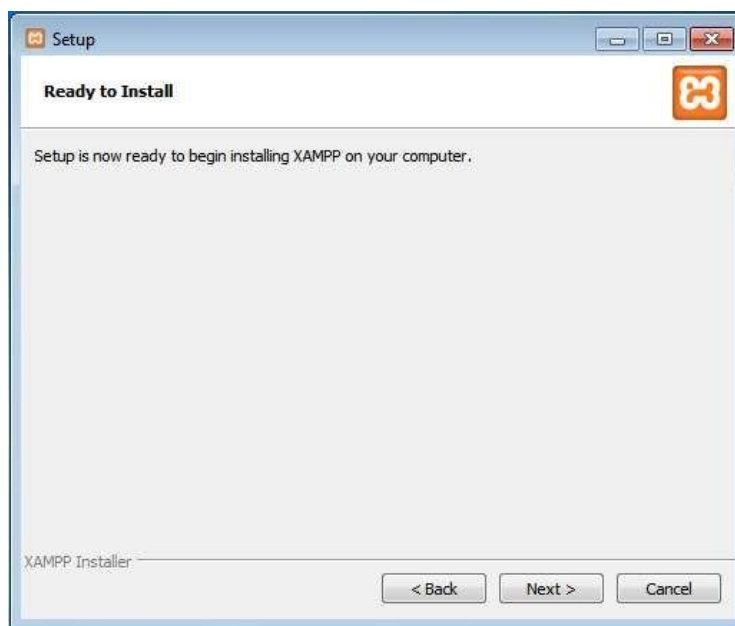 Setup
Ready to Install
Setup is now ready to begin installing XAMPP on your computer.
XAMPP Installer
< Back
Next >
Cancel